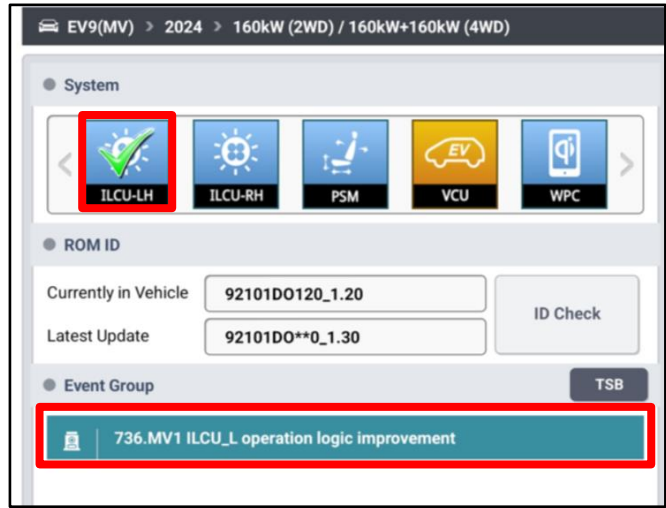 EV9(MV) > 2024 > 160kW (2WD) / 160kW+160kW (4WD)
System
ILCU-LH ILCU-RH PSM VCU WPC
EV
ROM ID
Currently in Vehicle 92101DO120_1.20
ID Check
Latest Update 92101DO**0_1.30
Event Group TSB
736.MV1 ILCU_L operation logic improvement